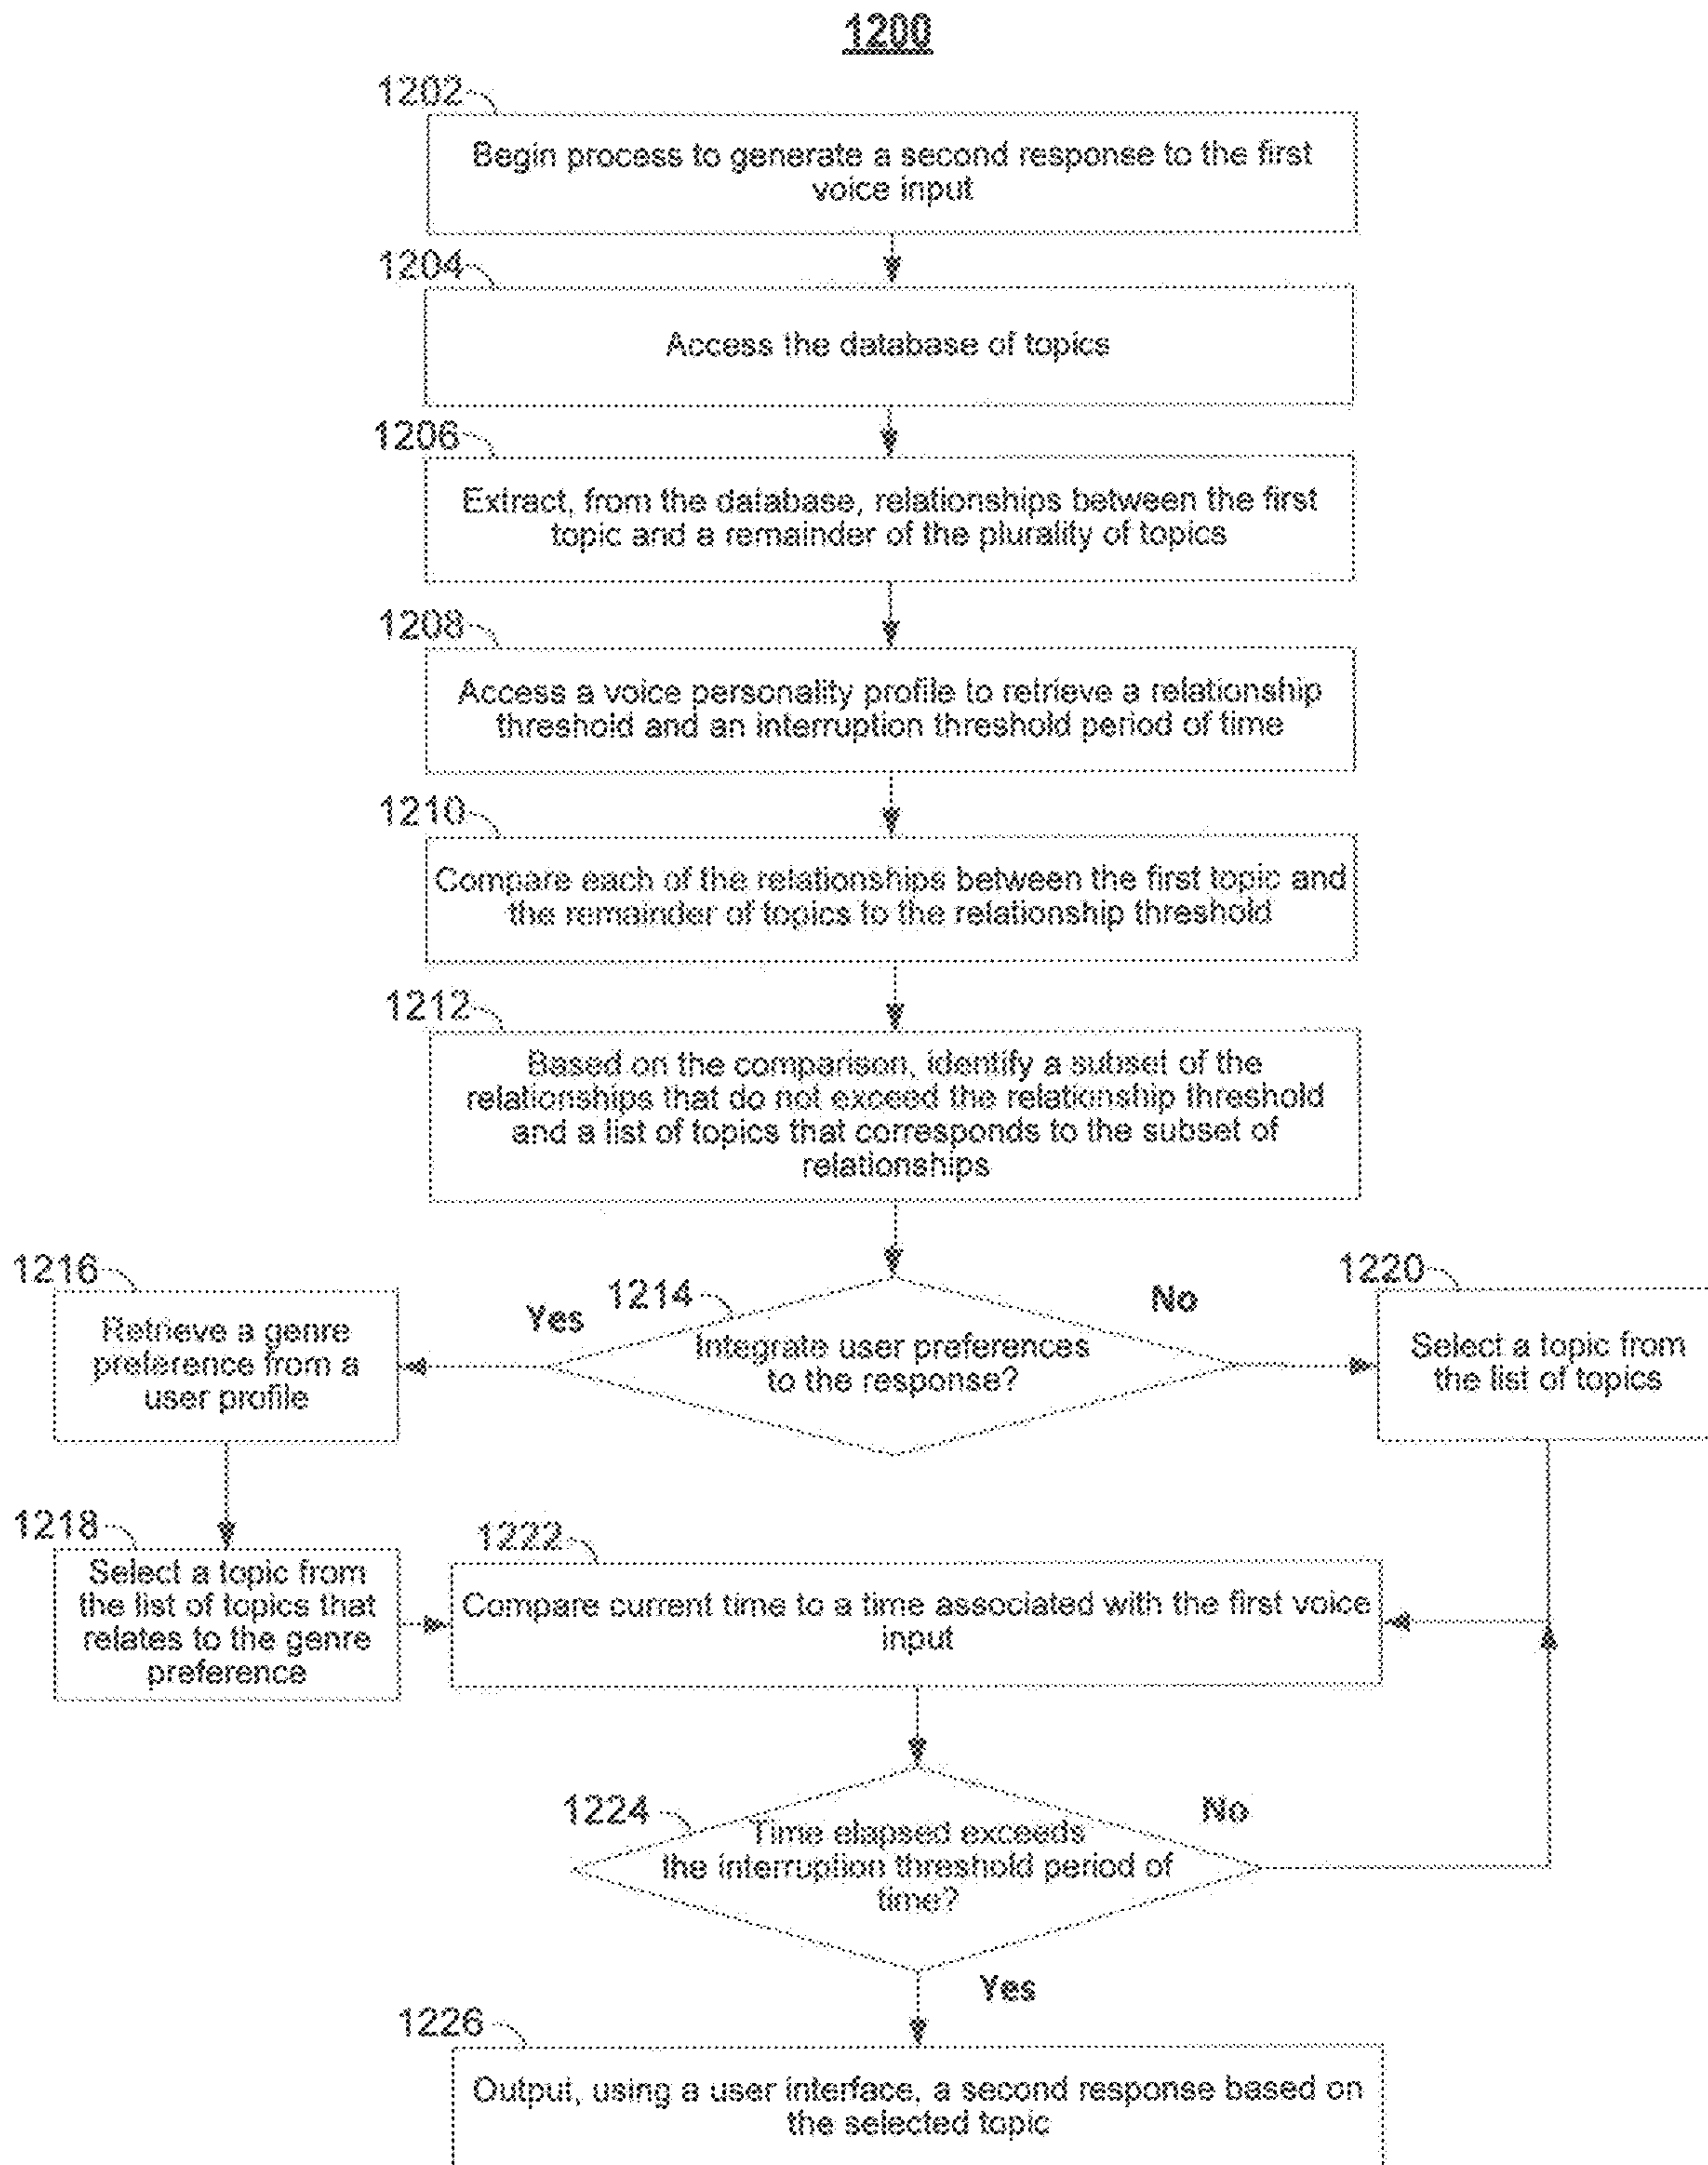 1200
1202
Begin process to generate a second response to the first
voice input
1204
Access the database of topics
1206
Extract, from the database, relationships between the first
topic and a remainder of the plurality of topics
1208
Access a voice personality profile to retrieve a relationship
threshold and an interruption threshold period of time
1210
Compare each of the relationships between the first topic and
the remainder of topics to the relationship threshold
1212
Based on the comparison, identify a subset of the
relationships that do not exceed the relationship threshold
and a list of topics that corresponds to the subset of
relationships
1214
Integrate user preferences
to the response?
Yes
No
1216
Retrieve a genre
preference from a
user profile
1220
Select a topic from
the list of topics
1218
Select a topic from
the list of topics that
relates to the genre
preference
1222
Compare current time to a time associated with the first voice
input
1224
Time elapsed exceeds
the interruption threshold period of
time?
No
Yes
1226
Output, using a user interface, a second response based on
the selected topic